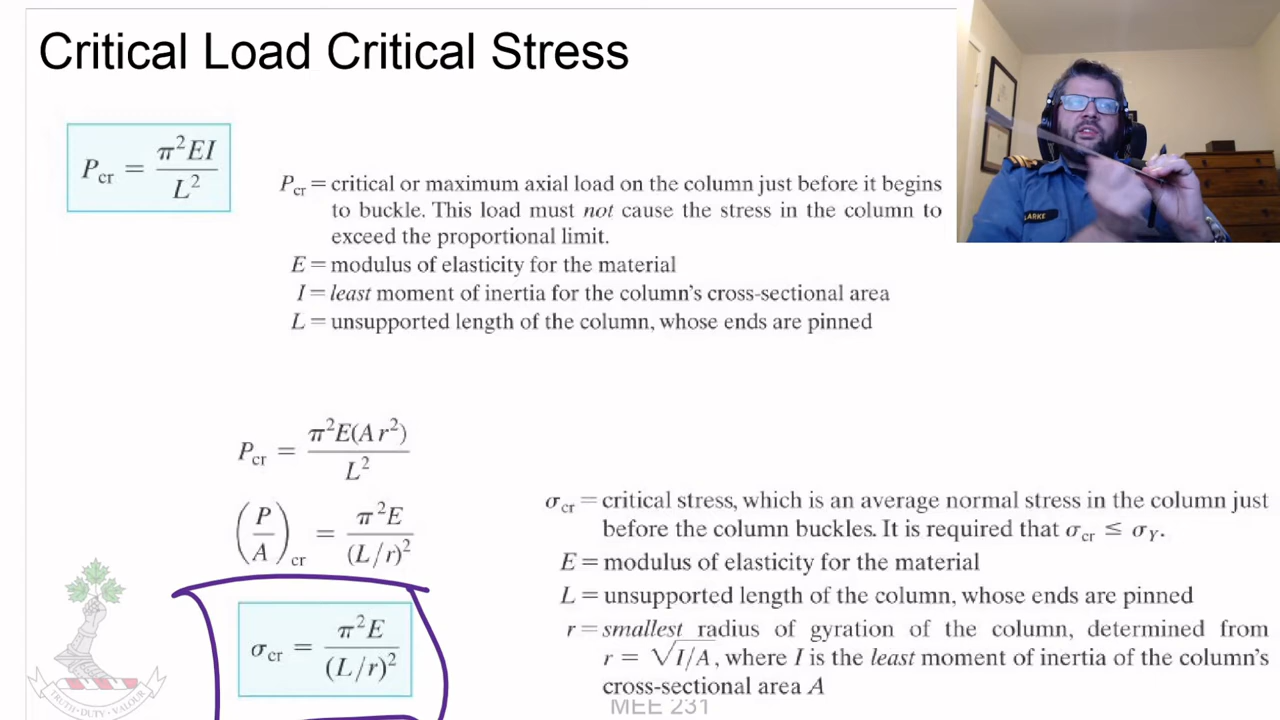 Critical Load Critical Stress
P_cr = π²EI / L²
P_cr = critical or maximum axial load on the column just before it begins
to buckle. This load must not cause the stress in the column to
exceed the proportional limit.
E = modulus of elasticity for the material
I = least moment of inertia for the column's cross-sectional area
L = unsupported length of the column, whose ends are pinned
P_cr = π²E(Ar²) / L²
(P/A)_cr = π²E / (L/r)²
σ_cr = π²E / (L/r)²
σ_cr = critical stress, which is an average normal stress in the column just
before the column buckles. It is required that σ_cr ≤ σ_Y.
E = modulus of elasticity for the material
L = unsupported length of the column, whose ends are pinned
r = smallest radius of gyration of the column, determined from
r = √I/A, where I is the least moment of inertia of the column's
cross-sectional area A
MEE 231
TRUTH · DUTY · VALOUR
ARKE